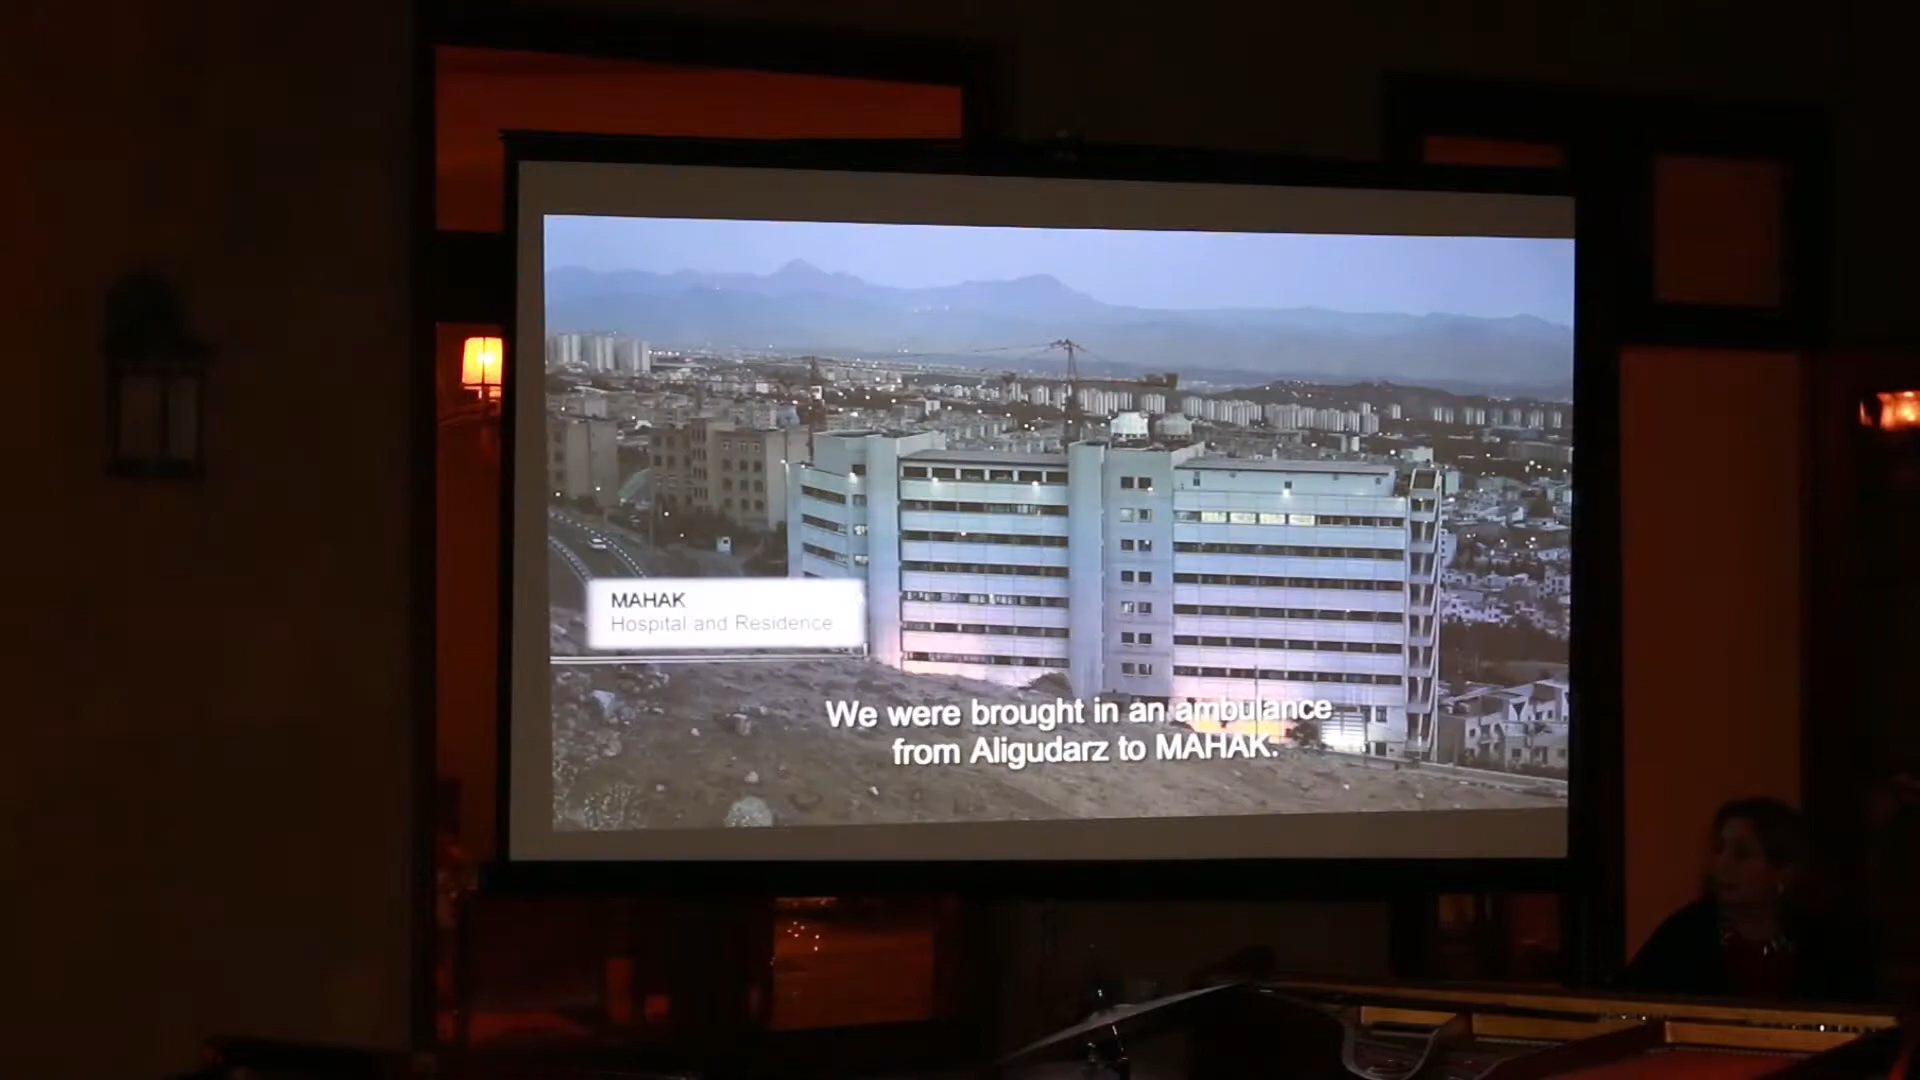 MAHAK
Hospital and Residence
We were brought in an ambulance
from Aligudarz to MAHAK.